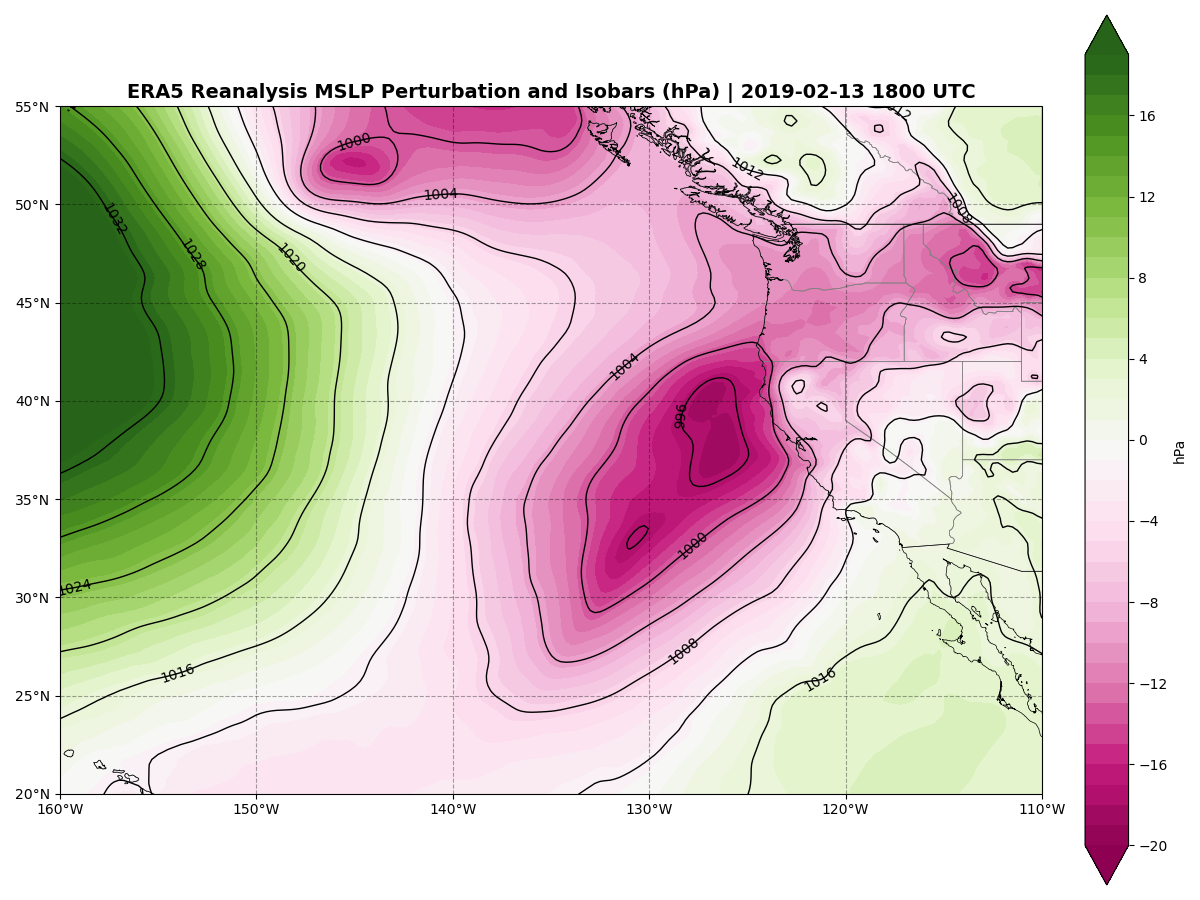 ERA5 Reanalysis MSLP Perturbation and Isobars (hPa) | 2019-02-13 1800 UTC
55°N
50°N
45°N
40°N
35°N
30°N
25°N
20°N
160°W
150°W
140°W
130°W
120°W
110°W
1032
1028
1020
1000
1004
1012
1012
1008
1004
996
1000
1024
1016
1008
1016
16
12
8
4
0
−4
−8
−12
−16
−20
hPa